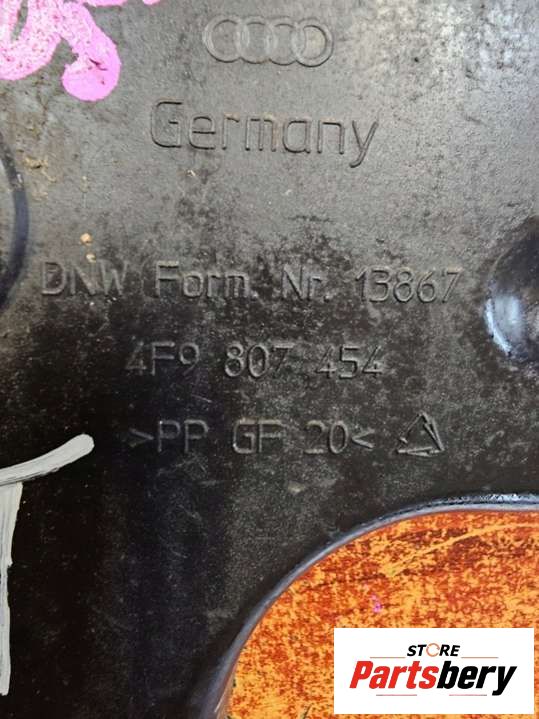 Germany
DNW Form. Nr. 13867
4F9 807 454
>PP GF 20<
STORE
Partsbery